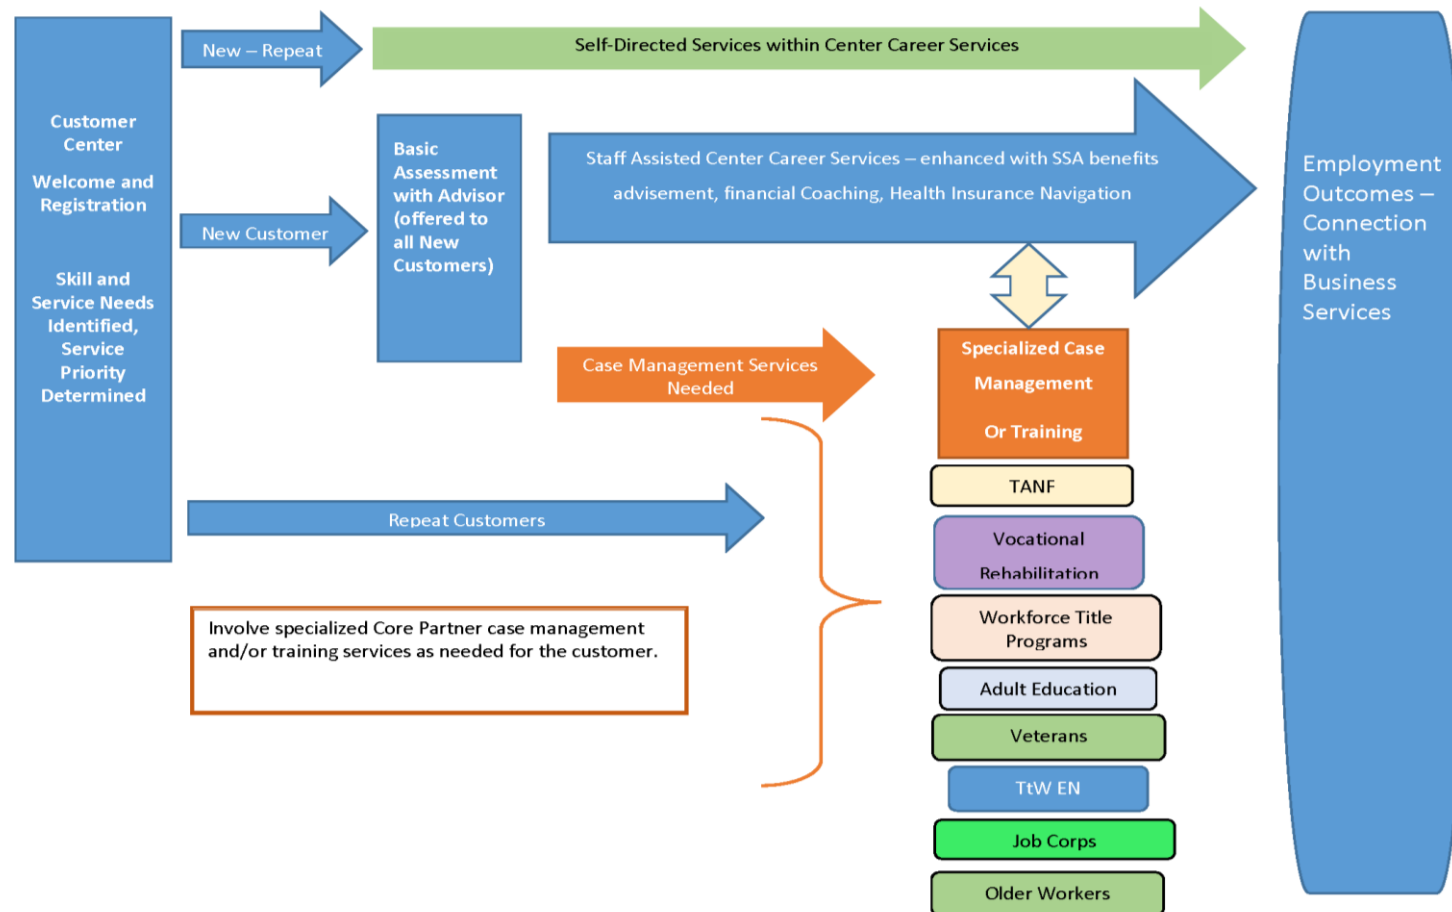 Customer
Center
Welcome and
Registration
Skill and
Service Needs
Identified,
Service
Priority
Determined
New – Repeat
Self-Directed Services within Center Career Services
New Customer
Basic
Assessment
with Advisor
(offered to
all New
Customers)
Staff Assisted Center Career Services – enhanced with SSA benefits
advisement, financial Coaching, Health Insurance Navigation
Employment
Outcomes –
Connection
with
Business
Services
Case Management Services
Needed
Specialized Case
Management
Or Training
Repeat Customers
Involve specialized Core Partner case management
and/or training services as needed for the customer.
TANF
Vocational
Rehabilitation
Workforce Title
Programs
Adult Education
Veterans
TtW EN
Job Corps
Older Workers